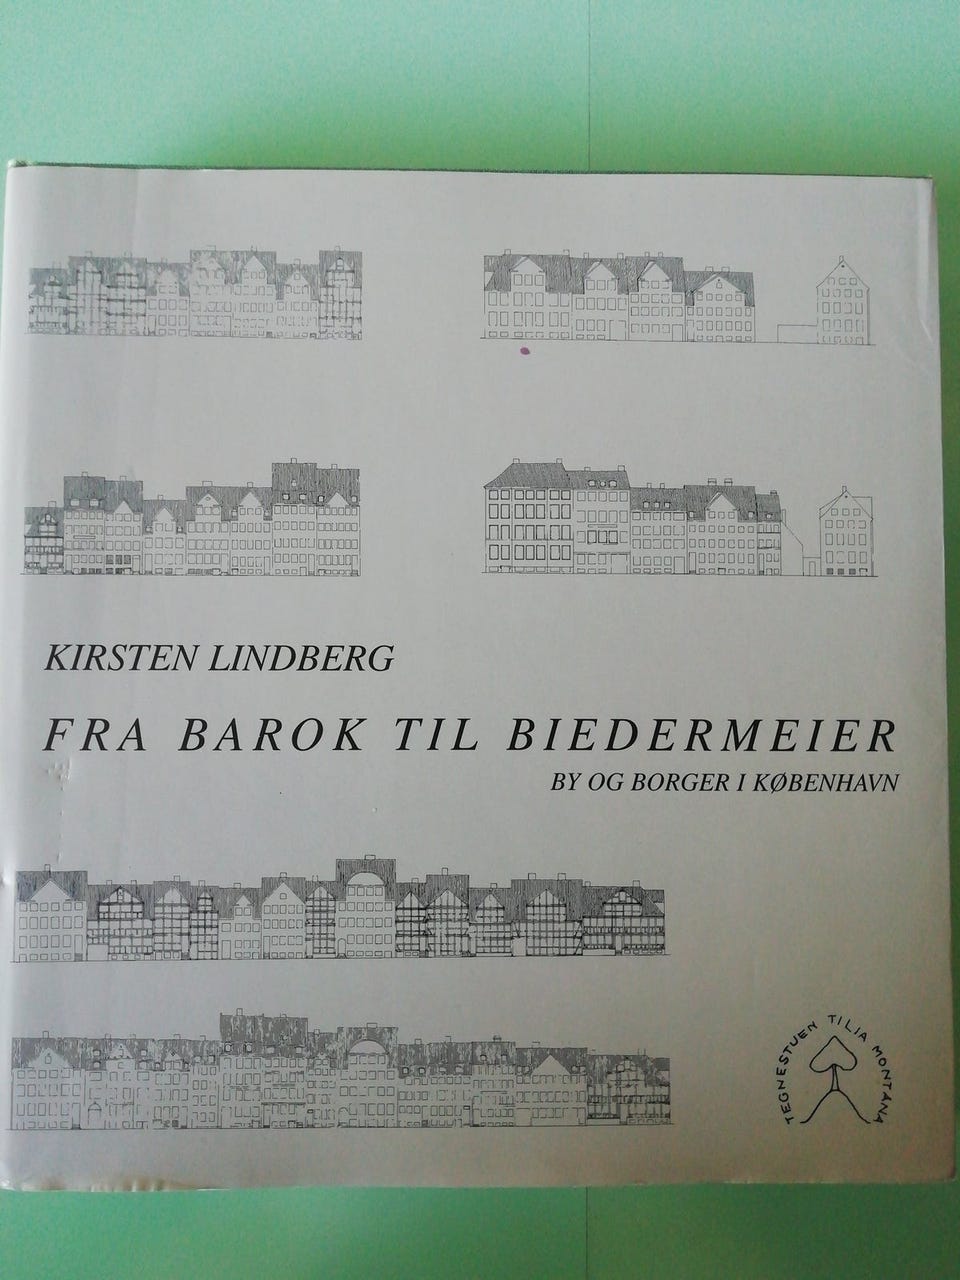 KIRSTEN LINDBERG
FRA BAROK TIL BIEDERMEIER
BY OG BORGER I KØBENHAVN
TEGNESTUEN TILIA MONTANA